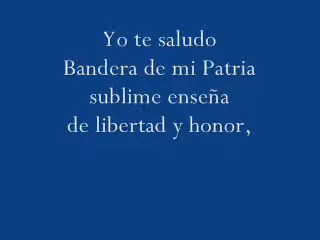 Yo te saludo
Bandera de mi Patria
sublime enseña
de libertad y honor,